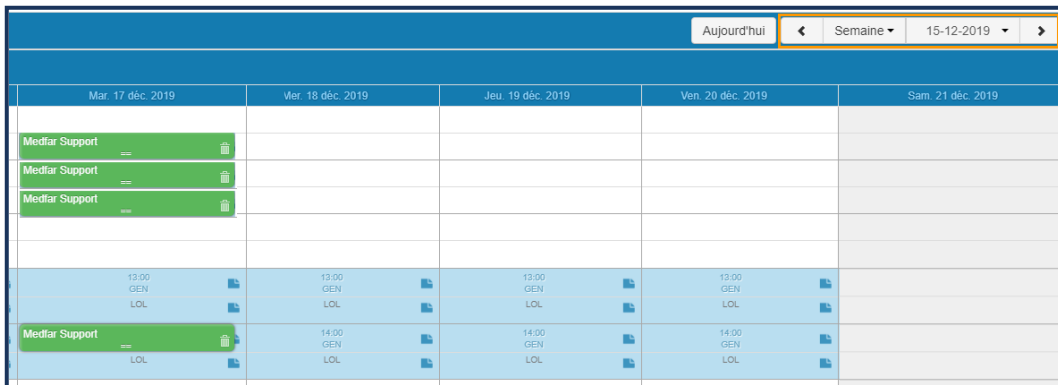 Aujourd'hui
Semaine
15-12-2019
Mar. 17 déc. 2019
Mer. 18 déc. 2019
Jeu. 19 déc. 2019
Ven. 20 déc. 2019
Sam. 21 déc. 2019
Medfar Support
Medfar Support
Medfar Support
13:00
GEN
13:00
GEN
13:00
GEN
13:00
GEN
LOL
LOL
LOL
LOL
Medfar Support
14:00
GEN
14:00
GEN
14:00
GEN
LOL
LOL
LOL
LOL